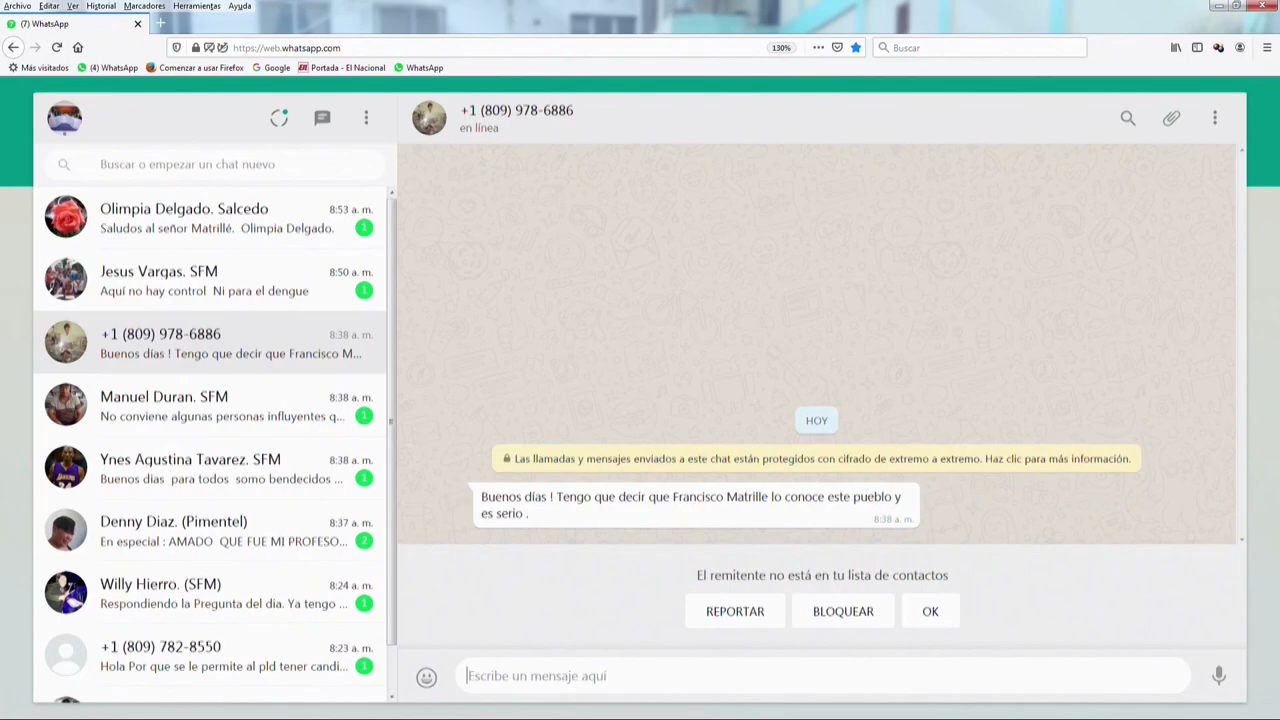 Archivo Editar Ver Historial Marcadores Herramientas Ayuda
(7) WhatsApp
https://web.whatsapp.com
130%
Buscar
Más visitados (4) WhatsApp Comenzar a usar Firefox Google Portada - El Nacional WhatsApp
+1 (809) 978-6886
en línea
Buscar o empezar un chat nuevo
Olimpia Delgado. Salcedo 8:53 a. m.
Saludos al señor Matrillé. Olimpia Delgado. 1
Jesus Vargas. SFM 8:50 a. m.
Aquí no hay control Ni para el dengue 1
+1 (809) 978-6886 8:38 a. m.
Buenos días ! Tengo que decir que Francisco M...
Manuel Duran. SFM 8:38 a. m.
No conviene algunas personas influyentes q... 1
Ynes Agustina Tavarez. SFM 8:38 a. m.
Buenos dias para todos somo bendecidos ... 1
Denny Diaz. (Pimentel) 8:37 a. m.
En especial : AMADO QUE FUE MI PROFESO... 2
Willy Hierro. (SFM) 8:24 a. m.
Respondiendo la Pregunta del dia. Ya tengo ... 1
+1 (809) 782-8550 8:23 a. m.
Hola Por que se le permite al pld tener candi... 1
HOY
Las llamadas y mensajes enviados a este chat están protegidos con cifrado de extremo a extremo. Haz clic para más información.
Buenos días ! Tengo que decir que Francisco Matrille lo conoce este pueblo y
es serio .
8:38 a. m.
El remitente no está en tu lista de contactos
REPORTAR BLOQUEAR OK
Escribe un mensaje aquí